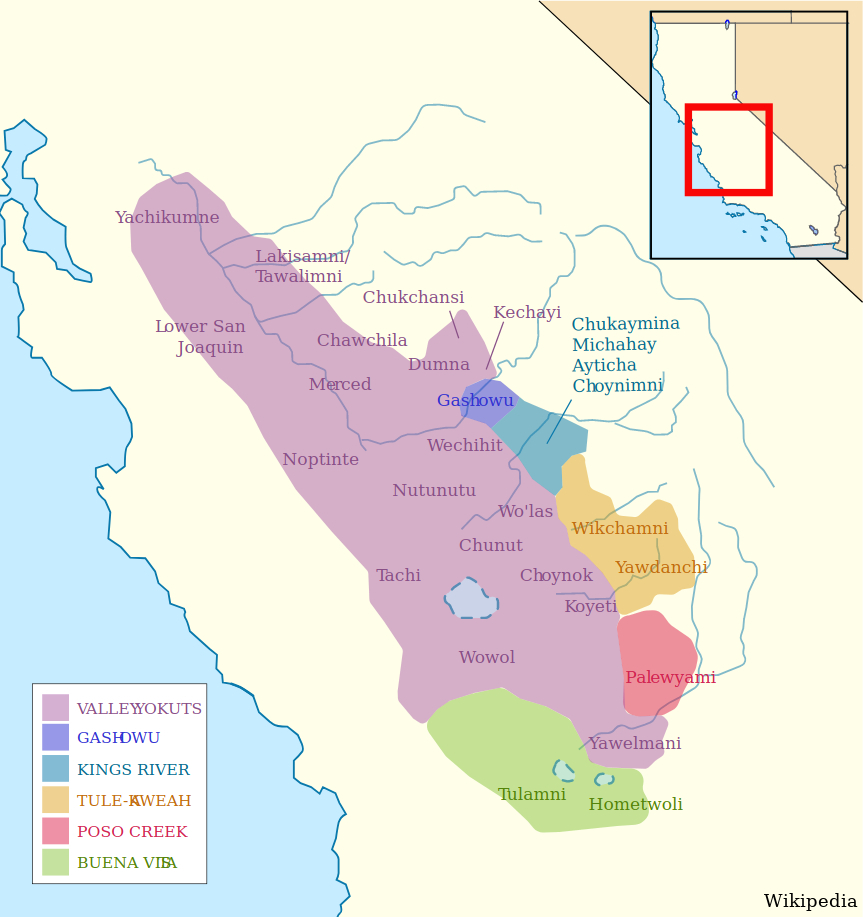 Yachikumne
Lakisamni/
Tawalimni
Chukchansi
Kechayi
Lower San
Joaquin
Chawchila
Chukaymina
Michahay
Ayticha
Choynimni
Dumna
Merced
Gashowu
Wechihit
Noptinte
Nutunutu
Wo'las
Wikchamni
Chunut
Yawdanchi
Tachi
Choynok
Koyeti
Wowol
Palewyami
Yawelmani
Tulamni
Hometwoli
VALLEY YOKUTS
GASHOWU
KINGS RIVER
TULE-KAWEAH
POSO CREEK
BUENA VISTA
Wikipedia